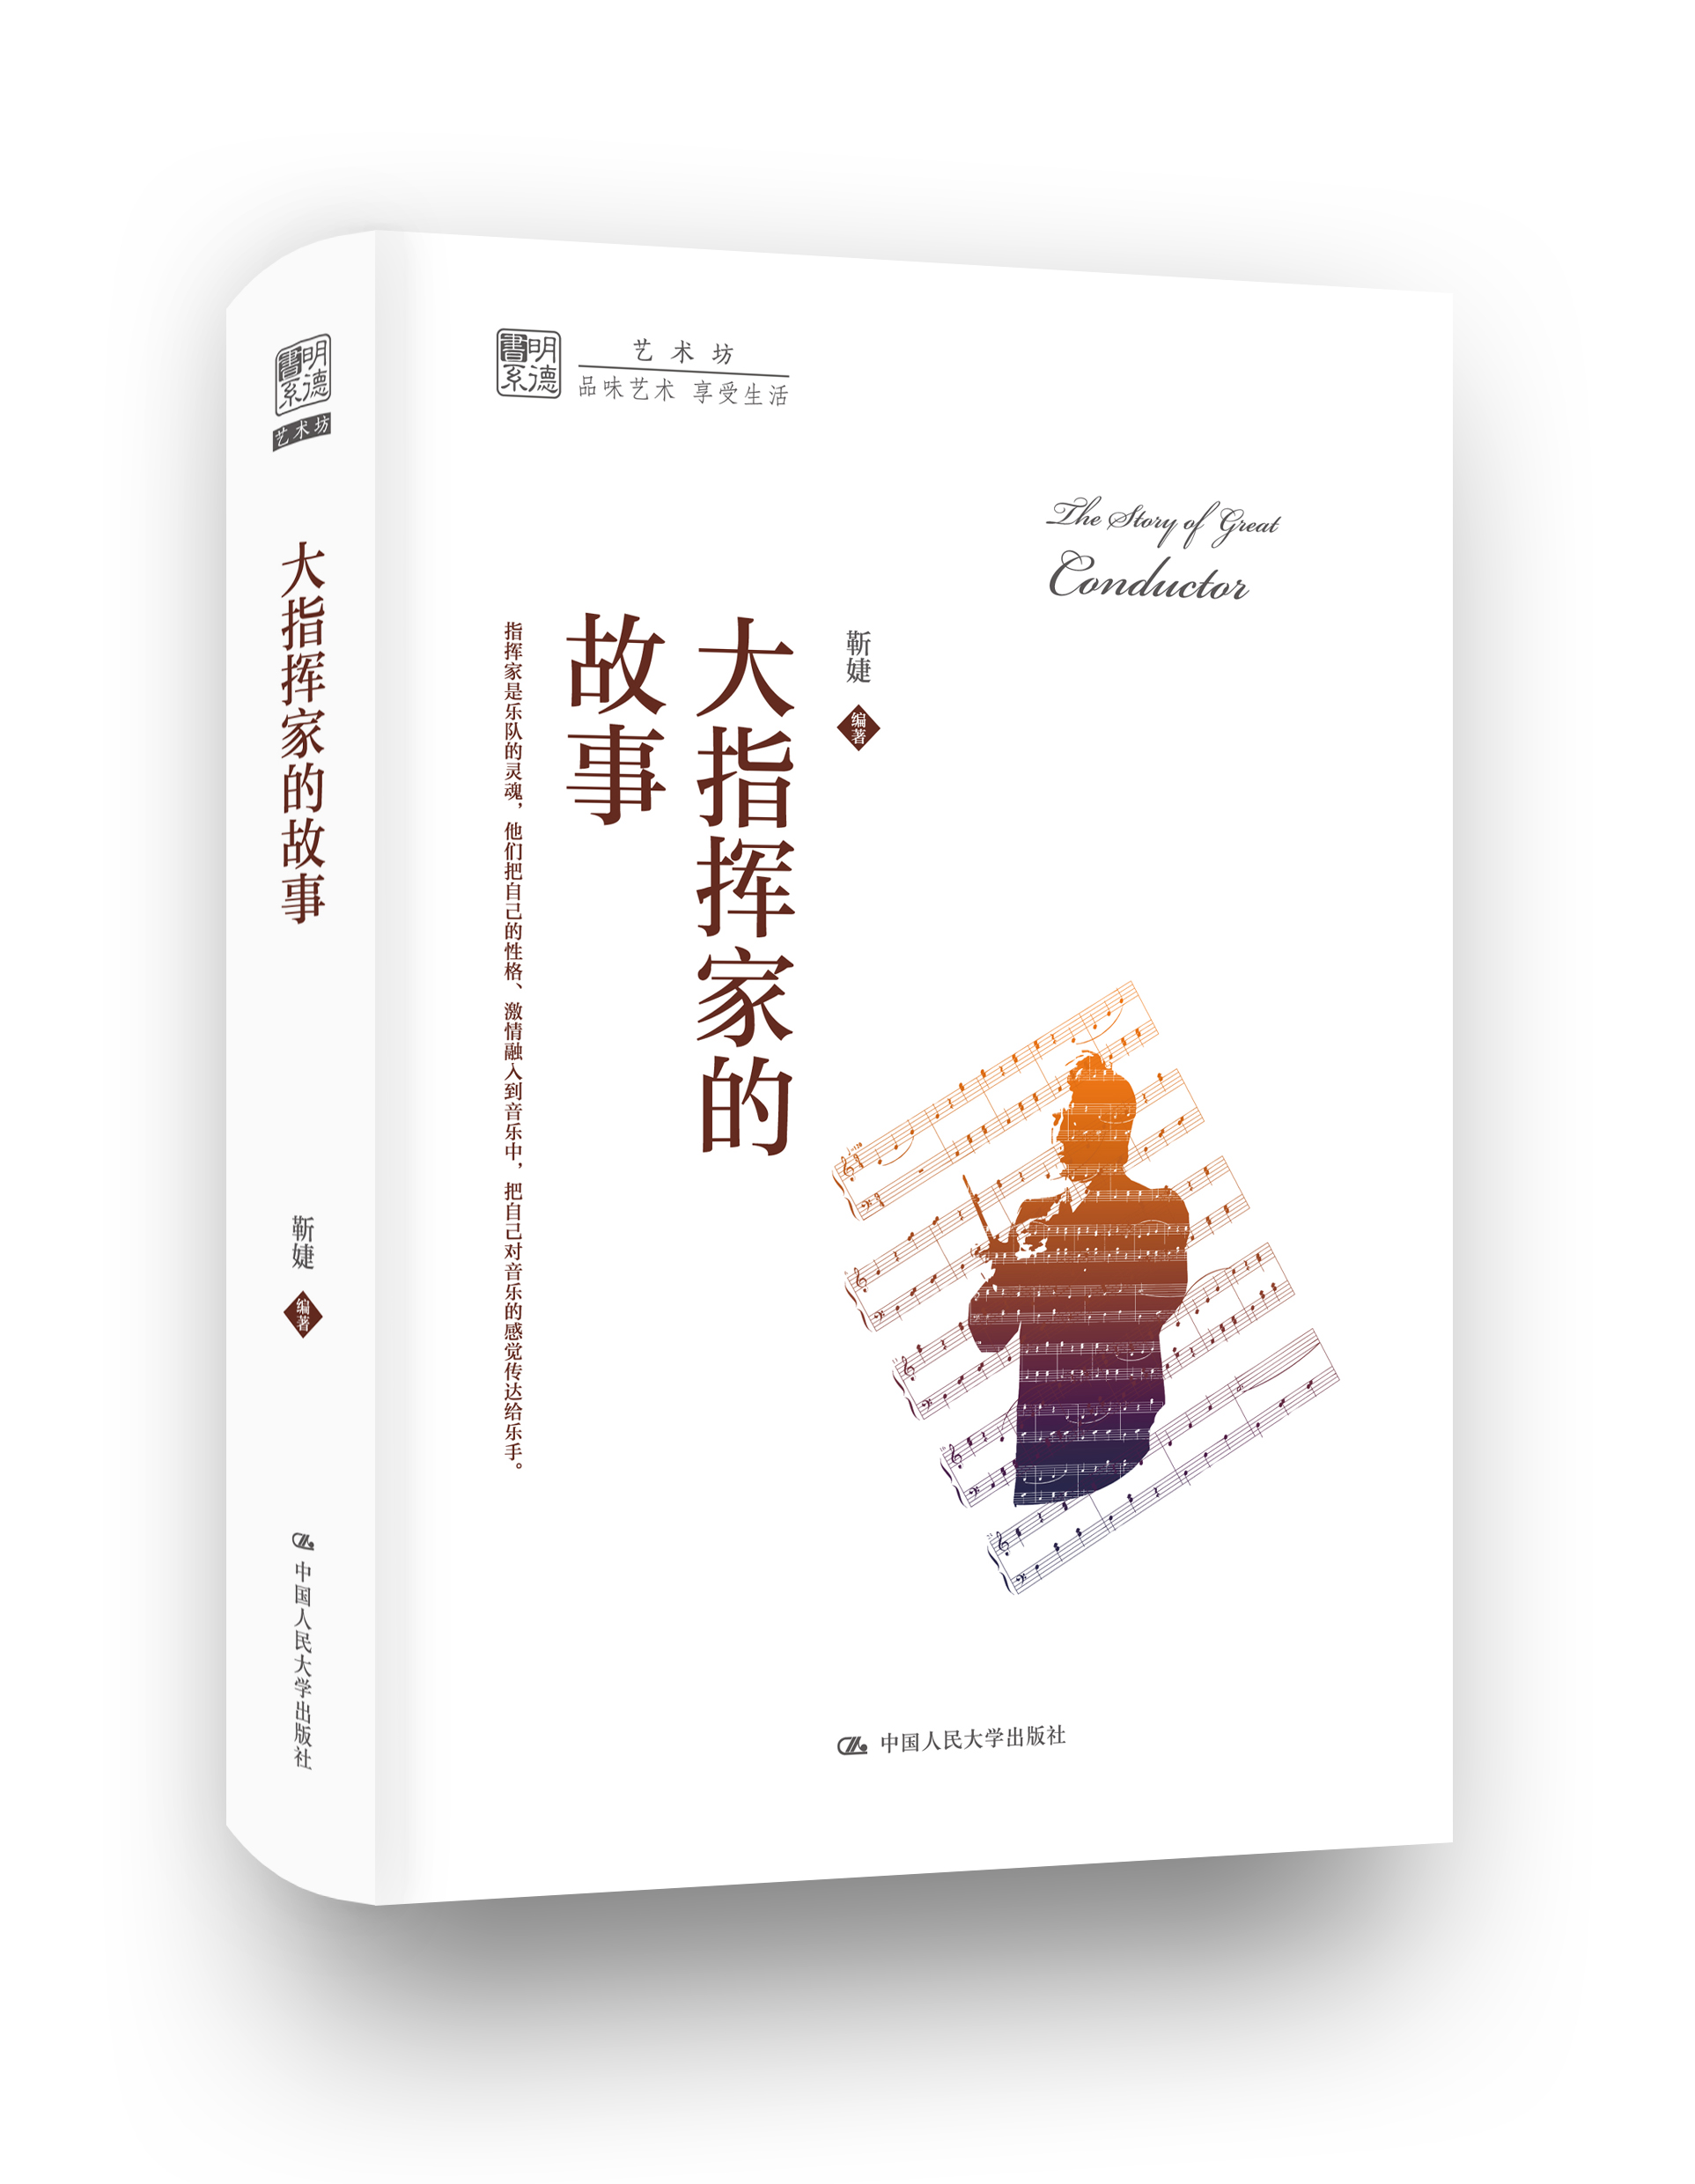 明德書系
艺术坊
大指挥家的故事
靳婕
编著
中国人民大学出版社
明德書系
艺术坊
品味艺术 享受生活
The Story of Great
Conductor
靳婕
编著
大指挥家的
故事
指挥家是乐队的灵魂，他们把自己的性格、激情融入到音乐中，把自己对音乐的感觉传达给乐手。
中国人民大学出版社